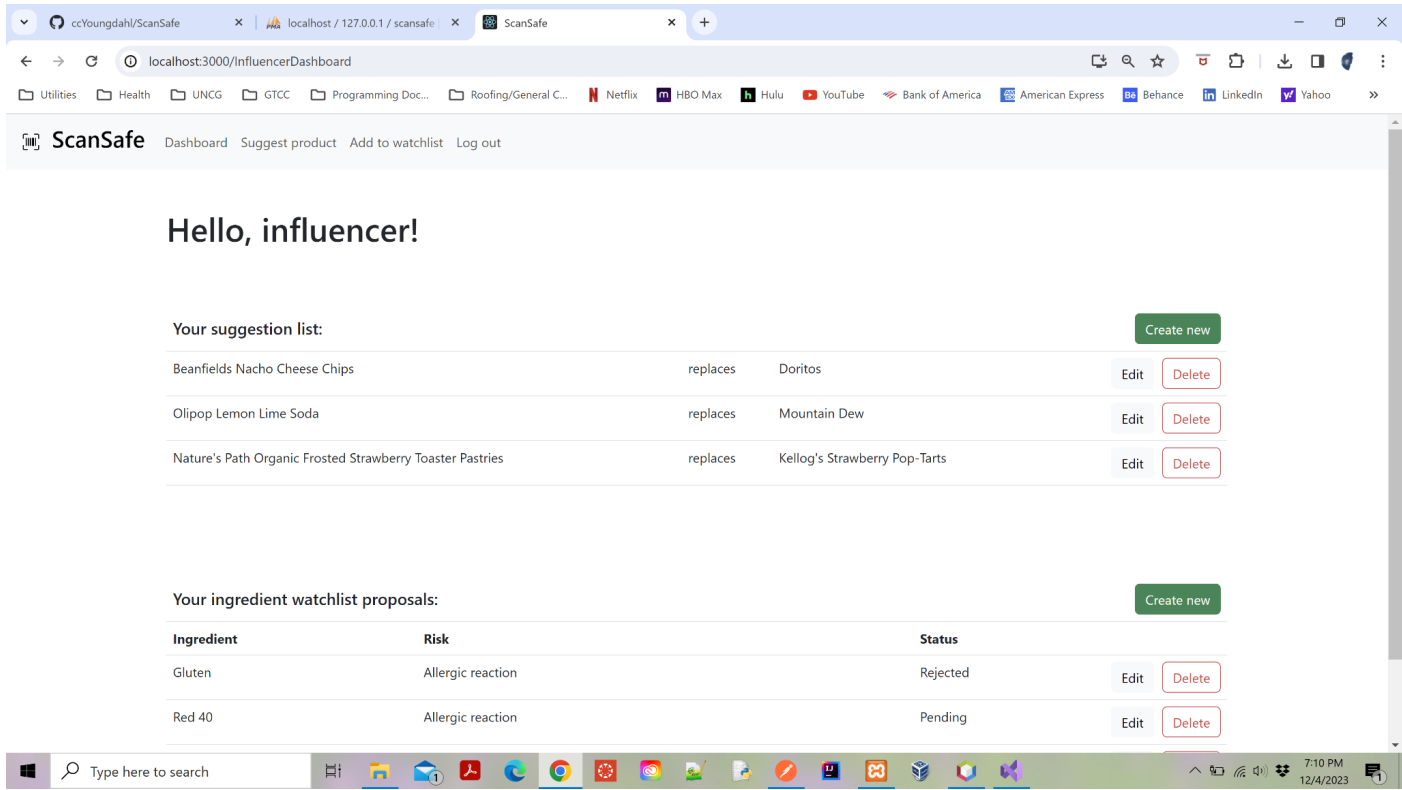 ccYoungdahl/ScanSafe
localhost / 127.0.0.1 / scansafe
ScanSafe
localhost:3000/InfluencerDashboard
Utilities Health UNCG GTCC Programming Doc... Roofing/General C... Netflix HBO Max Hulu YouTube Bank of America American Express Behance LinkedIn Yahoo
ScanSafe Dashboard Suggest product Add to watchlist Log out
Hello, influencer!
Your suggestion list: Create new
Beanfields Nacho Cheese Chips replaces Doritos Edit Delete
Olipop Lemon Lime Soda replaces Mountain Dew Edit Delete
Nature's Path Organic Frosted Strawberry Toaster Pastries replaces Kellog's Strawberry Pop-Tarts Edit Delete
Your ingredient watchlist proposals: Create new
Ingredient Risk Status
Gluten Allergic reaction Rejected Edit Delete
Red 40 Allergic reaction Pending Edit Delete
Type here to search
7:10 PM
12/4/2023